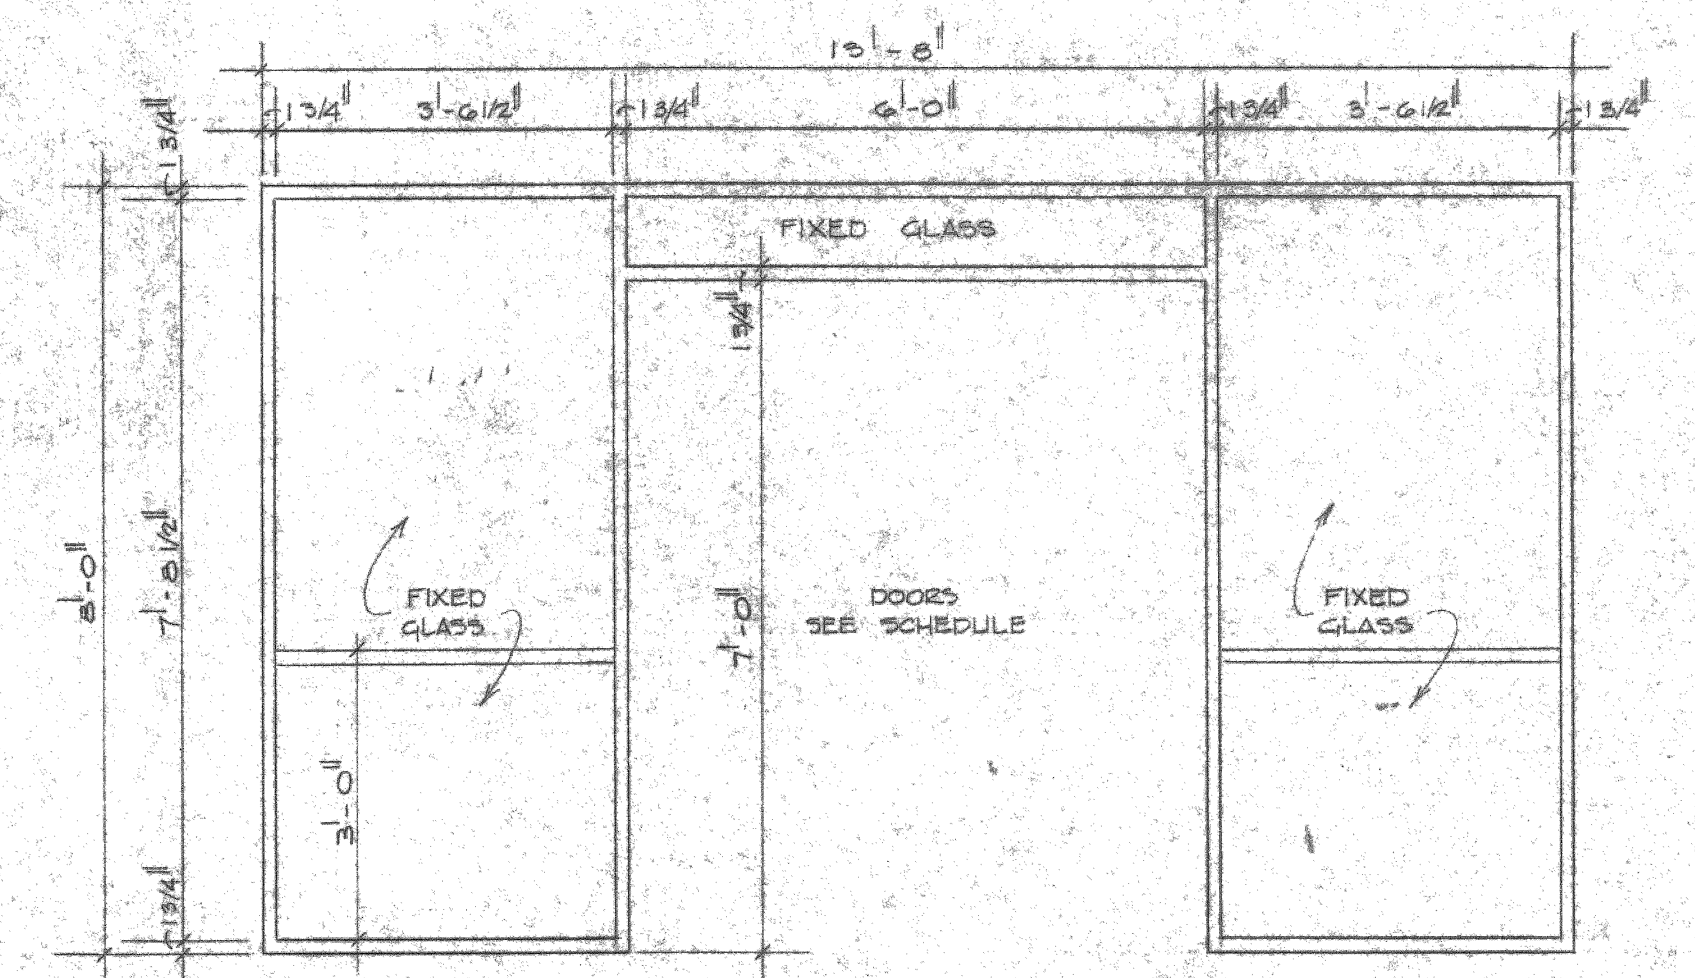 13'-8"
1 3/4" 3'-6 1/2" 1 3/4" 6'-0" 1 3/4" 3'-6 1/2" 1 3/4"
1 3/4"
FIXED GLASS
1 3/4"
8'-0"
7'-8 1/2"
FIXED
GLASS
7'-0"
DOORS
SEE SCHEDULE
FIXED
GLASS
3'-0"
1 3/4"